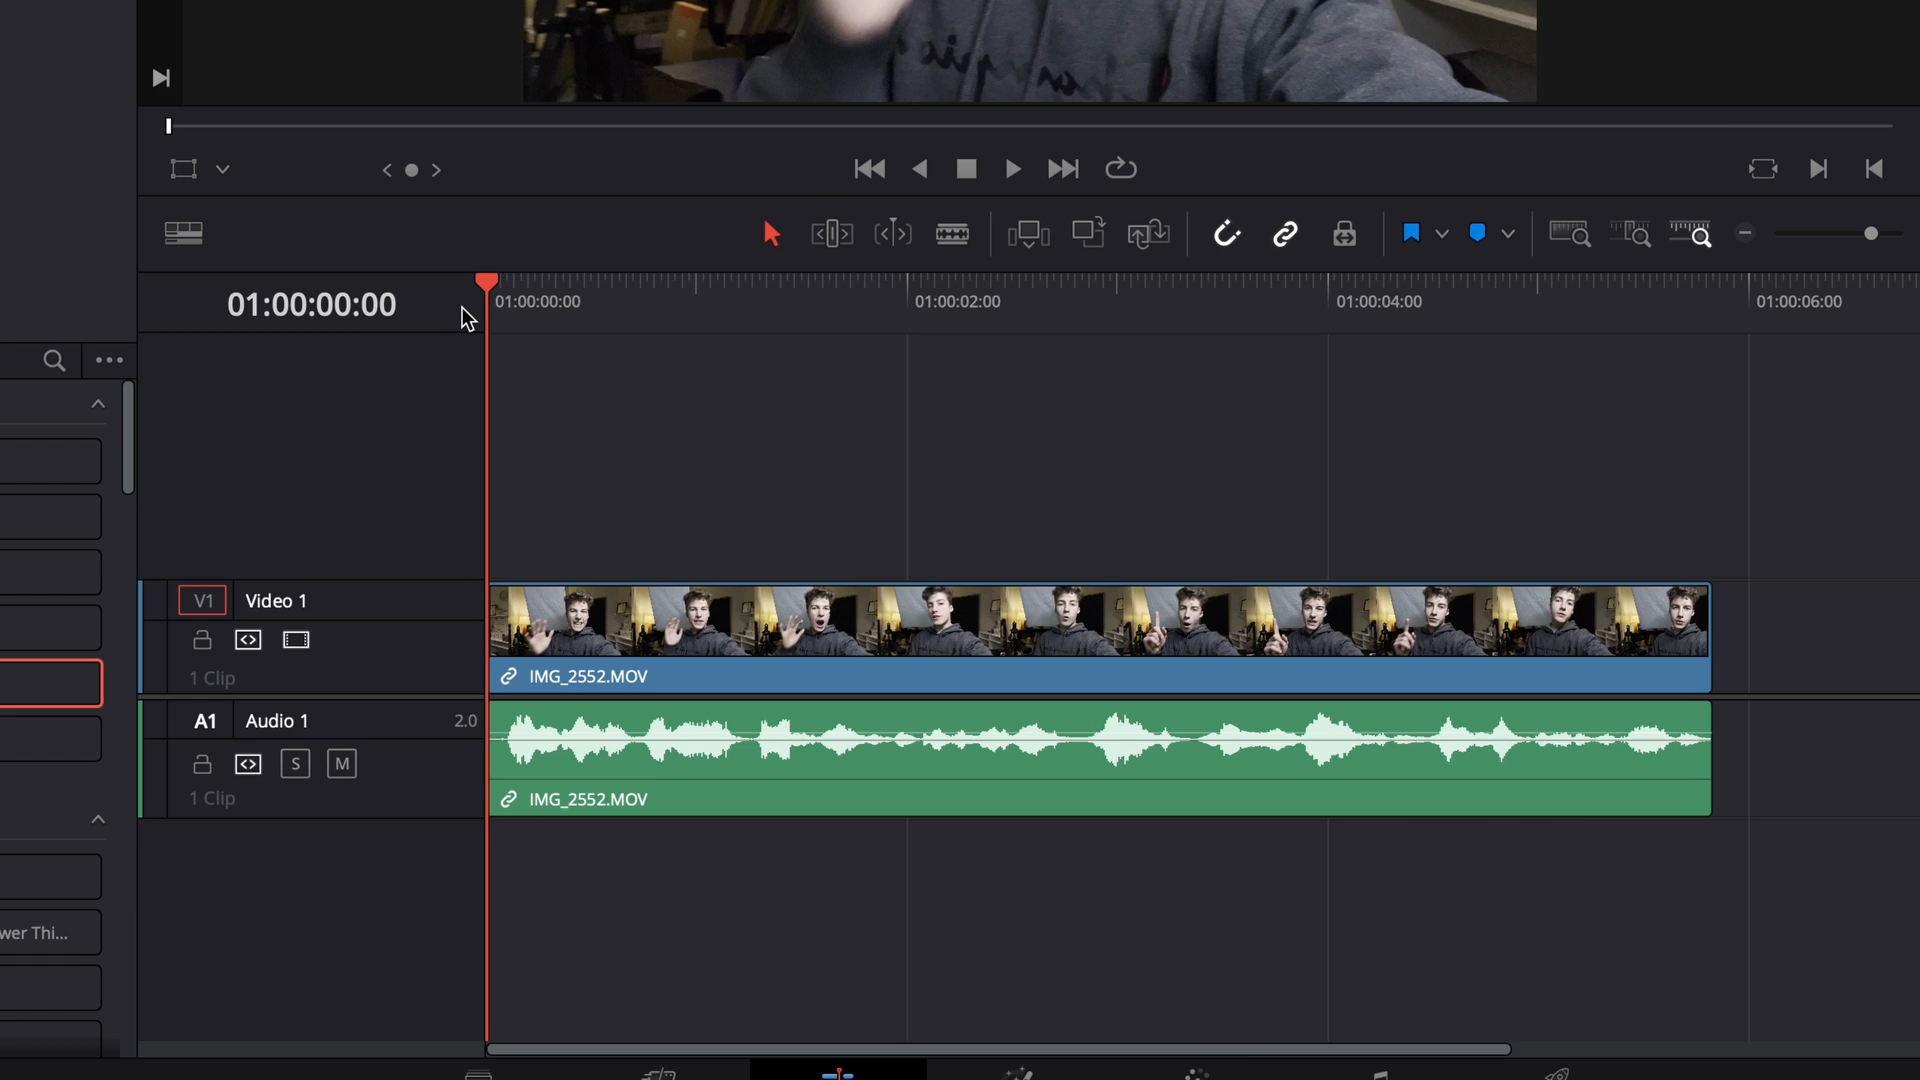 01:00:00:00
01:00:00:00
01:00:02:00
01:00:04:00
01:00:06:00
V1 Video 1
1 Clip
IMG_2552.MOV
A1 Audio 1 2.0
S M
1 Clip
IMG_2552.MOV
wer Thi...